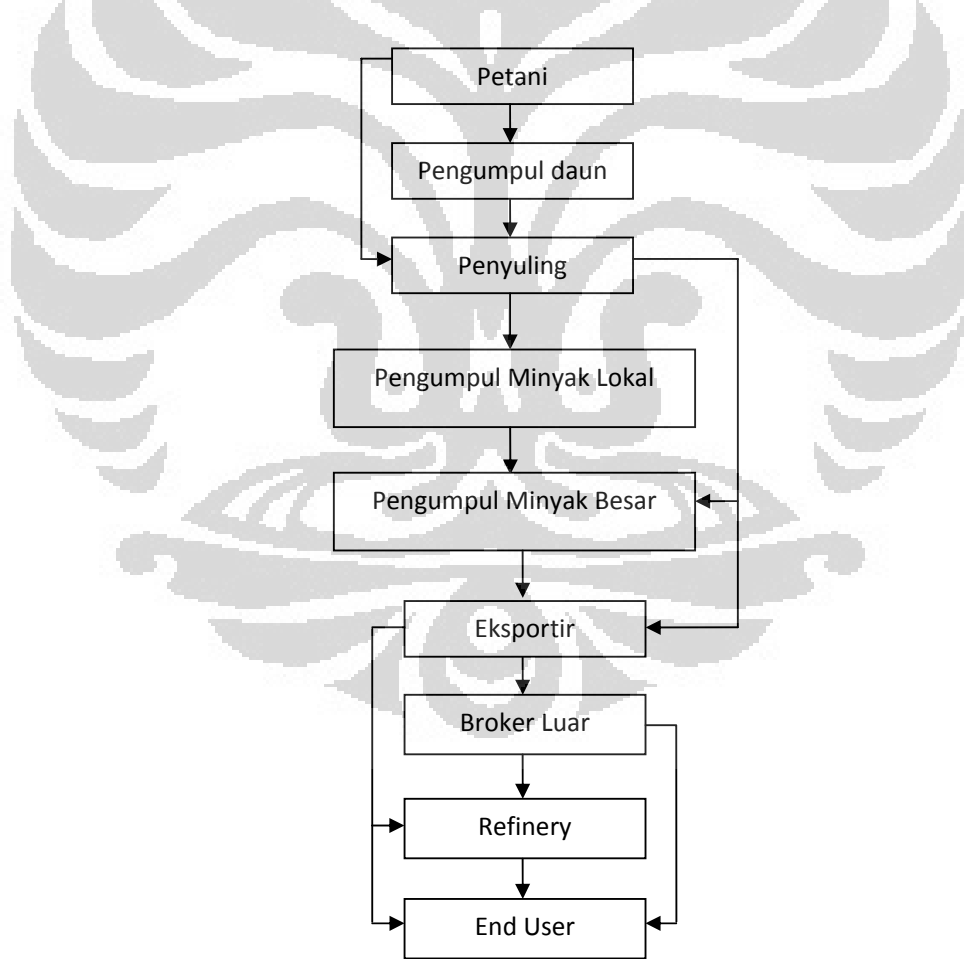 Petani
Pengumpul daun
Penyuling
Pengumpul Minyak Lokal
Pengumpul Minyak Besar
Eksportir
Broker Luar
Refinery
End User